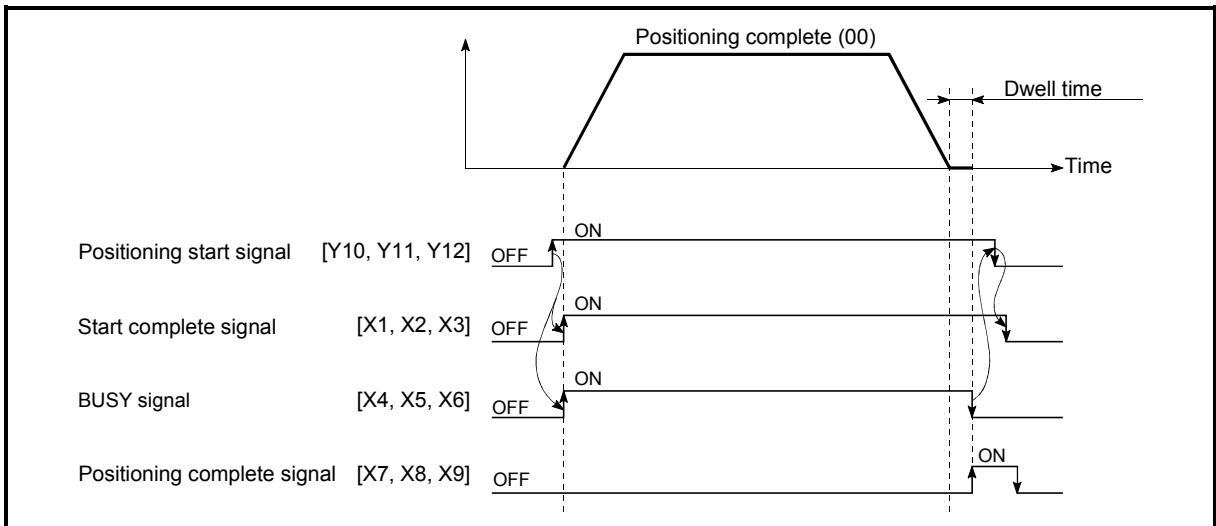 Positioning complete (00)
Dwell time
Time
Positioning start signal [Y10, Y11, Y12] OFF ON
Start complete signal [X1, X2, X3] OFF ON
BUSY signal [X4, X5, X6] OFF ON
Positioning complete signal [X7, X8, X9] OFF ON